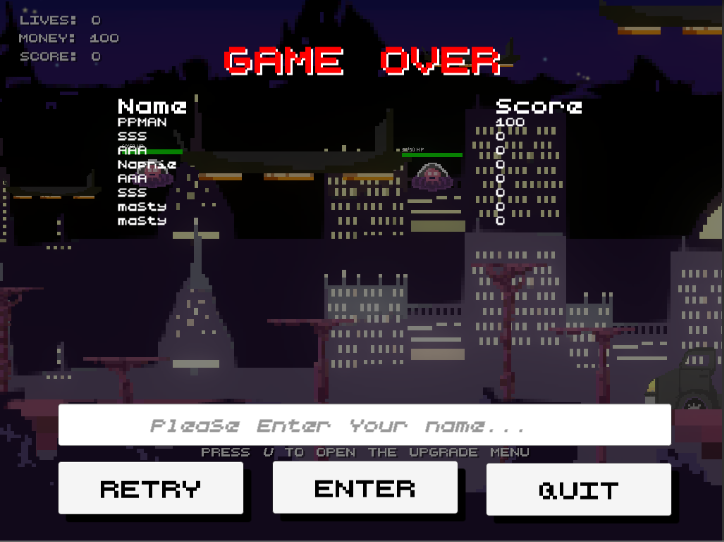 LIVES: 0
MONEY: 100
SCORE: 0
GAME OVER
Name Score
PPMAN 100
SSS 0
AAA 0
Naphie 0
AAA 0
SSS 0
maSty 0
maSty 0
Please Enter Your name...
PRESS U TO OPEN THE UPGRADE MENU
RETRY ENTER QUIT